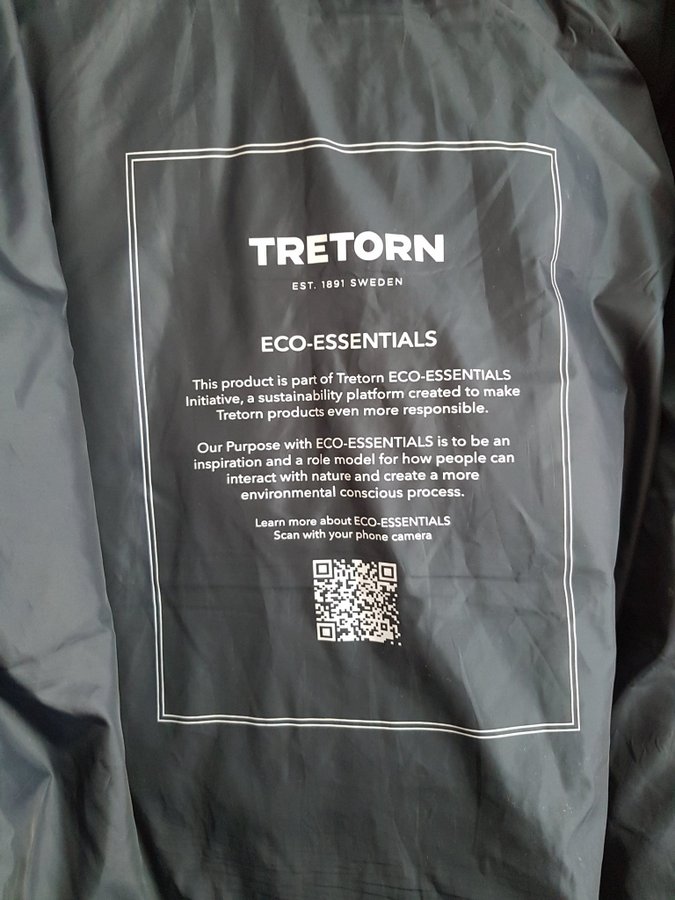 TRETORN
EST. 1891 SWEDEN
ECO-ESSENTIALS
This product is part of Tretorn ECO-ESSENTIALS
Initiative, a sustainability platform created to make
Tretorn products even more responsible.
Our Purpose with ECO-ESSENTIALS is to be an
inspiration and a role model for how people can
interact with nature and create a more
environmental conscious process.
Learn more about ECO-ESSENTIALS
Scan with your phone camera